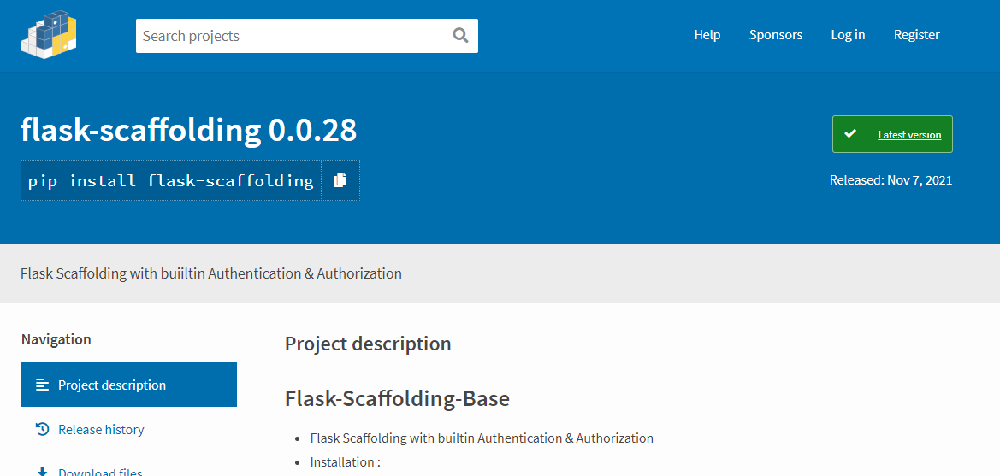 Search projects
Help
Sponsors
Log in
Register
flask-scaffolding 0.0.28
Latest version
pip install flask-scaffolding
Released: Nov 7, 2021
Flask Scaffolding with buiiltin Authentication & Authorization
Navigation
Project description
Release history
Download files
Project description
Flask-Scaffolding-Base
Flask Scaffolding with builtin Authentication & Authorization
Installation :